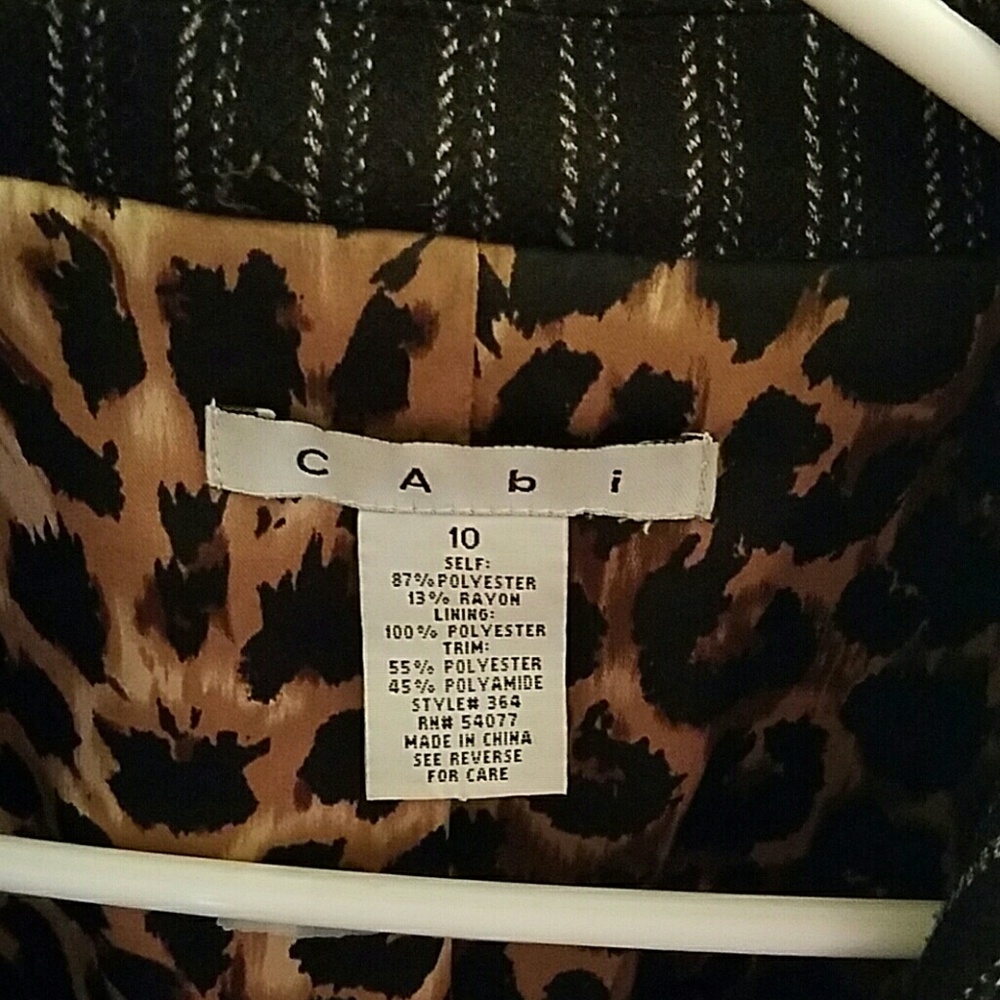 CAbi
10
SELF:
87% POLYESTER
13% RAYON
LINING:
100% POLYESTER
TRIM:
55% POLYESTER
45% POLYAMIDE
STYLE# 364
RN# 54077
MADE IN CHINA
SEE REVERSE
FOR CARE